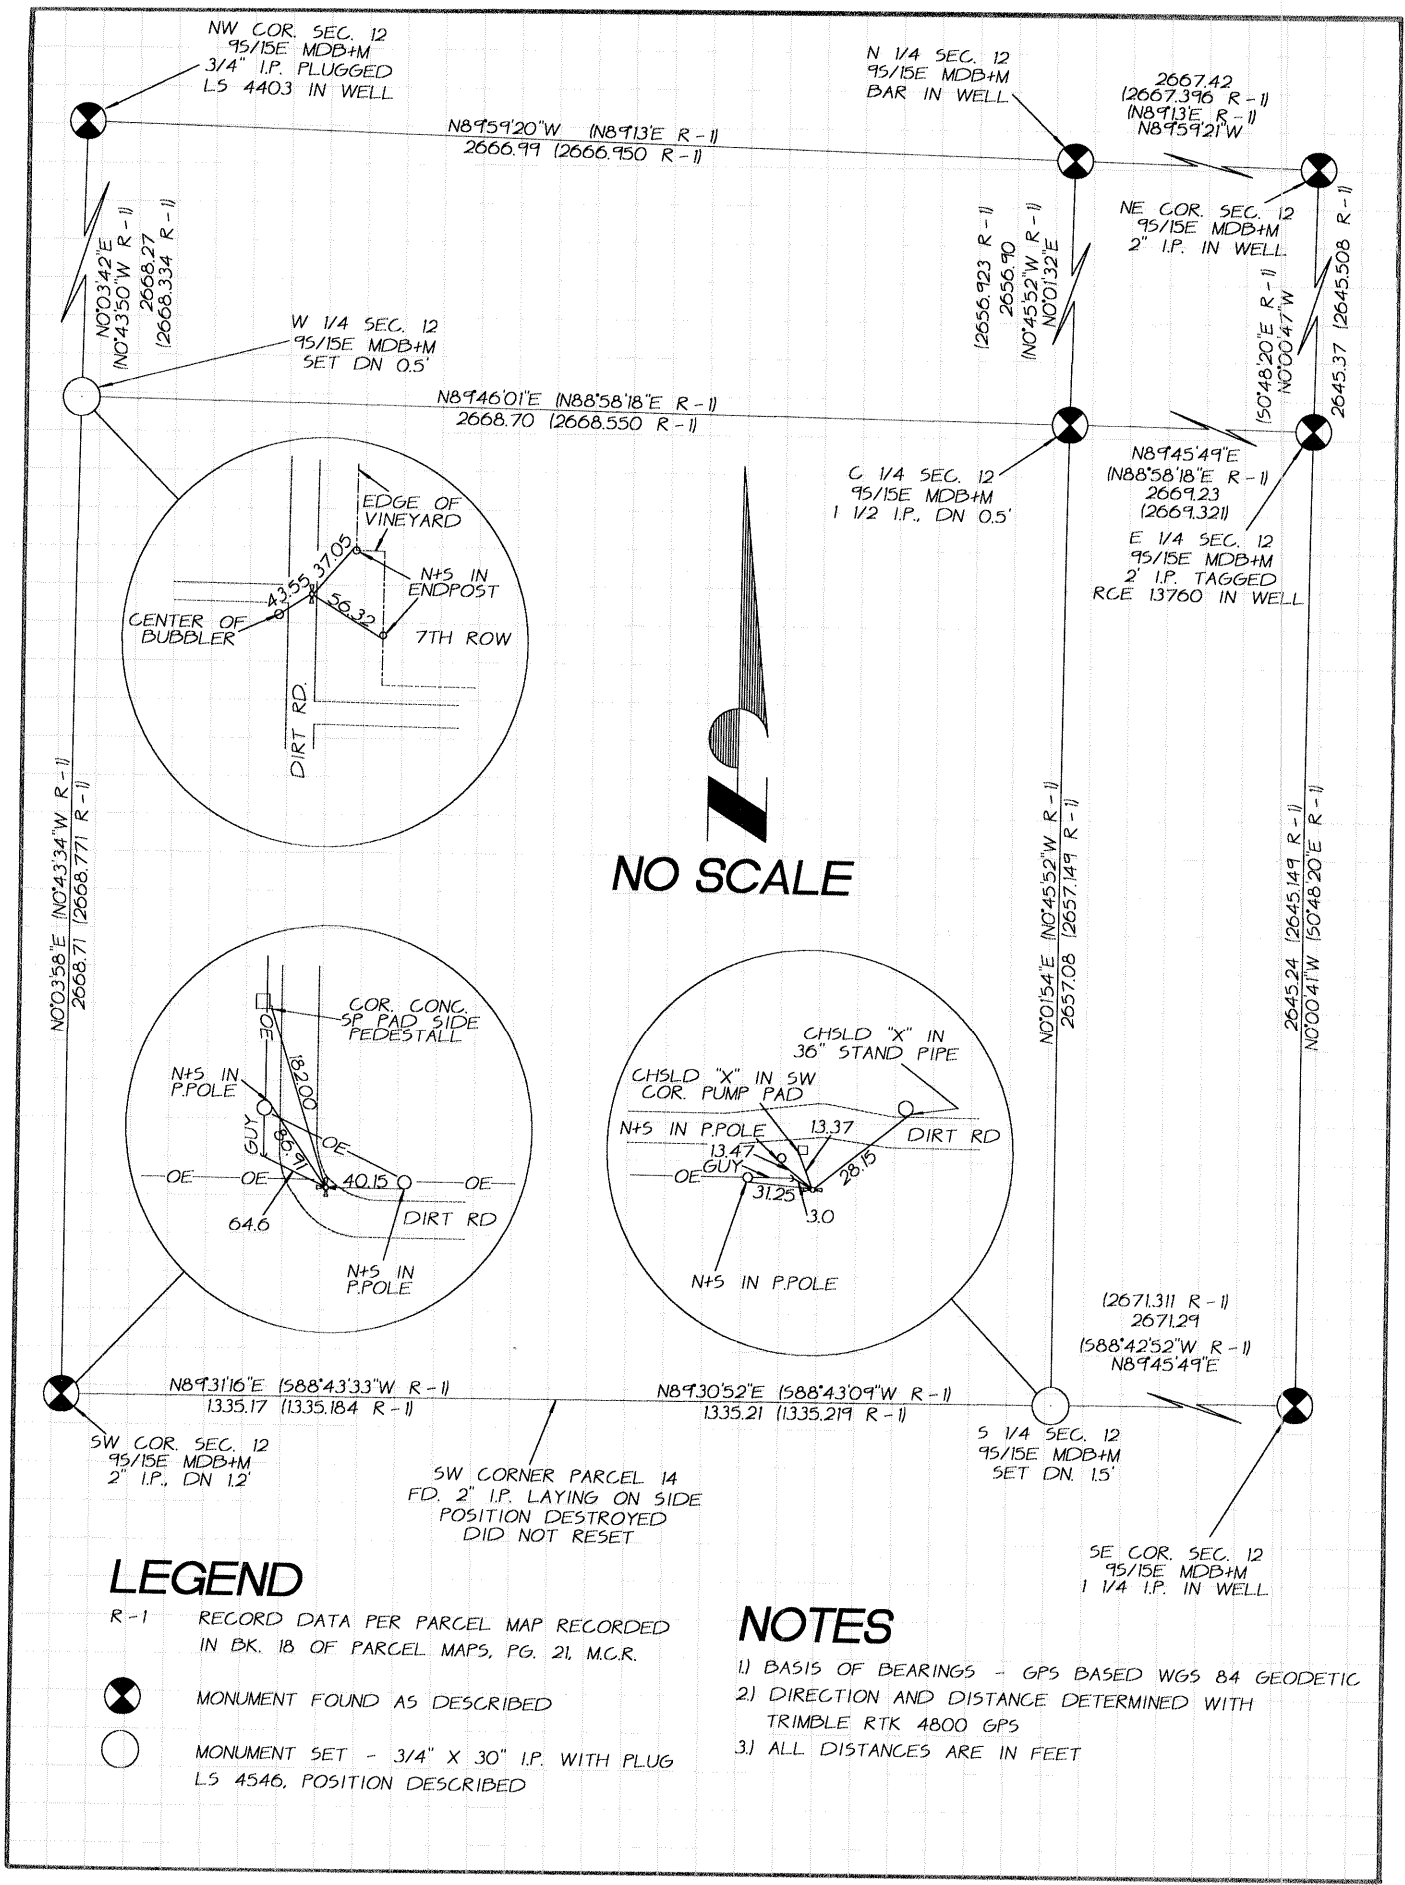 NW COR. SEC. 12
9S/15E MDB+M
3/4" I.P. PLUGGED
LS 4403 IN WELL
N 1/4 SEC. 12
9S/15E MDB+M
BAR IN WELL
2667.42
(2667.396 R-1)
(N89°13'E R-1)
N89°59'21"W
N89°59'20"W (N89°13'E R-1)
2666.99 (2666.950 R-1)
NE COR. SEC. 12
9S/15E MDB+M
2" I.P. IN WELL
N0°03'42"E
(N0°43'50"W R-1)
2668.27
(2668.334 R-1)
(2656.923 R-1)
2656.90
(N0°45'52"W R-1)
N0°01'32"E
(S0°48'20"E R-1)
N0°00'47"W
2645.37 (2645.508 R-1)
W 1/4 SEC. 12
9S/15E MDB+M
SET DN 0.5'
N89°46'01"E (N88°58'18"E R-1)
2668.70 (2668.550 R-1)
C 1/4 SEC. 12
9S/15E MDB+M
1 1/2 I.P., DN 0.5'
N89°45'49"E
(N88°58'18"E R-1)
2669.23
(2669.321)
E 1/4 SEC. 12
9S/15E MDB+M
2' I.P. TAGGED
RCE 13760 IN WELL
EDGE OF
VINEYARD
37.05
43.55
56.32
N+S IN
ENDPOST
CENTER OF
BUBBLER
7TH ROW
DIRT RD.
NO SCALE
N0°03'58"E (N0°43'34"W R-1)
2668.71 (2668.771 R-1)
N0°01'54"E (N0°45'52"W R-1)
2657.08 (2657.149 R-1)
2645.24 (2645.149 R-1)
N0°00'41"W (S0°48'20"E R-1)
COR. CONC.
SP PAD SIDE
PEDESTALL
OE
182.00
N+S IN
P.POLE
GUY
86.91
OE
OE
OE
40.15
OE
64.6
DIRT RD
N+S IN
P.POLE
CHSLD "X" IN
36" STAND PIPE
CHSLD "X" IN SW
COR. PUMP PAD
N+S IN P.POLE
13.37
DIRT RD
13.47
GUY
OE
28.15
31.25
3.0
N+S IN P.POLE
(2671.311 R-1)
2671.29
(S88°42'52"W R-1)
N89°45'49"E
N89°31'16"E (S88°43'33"W R-1)
1335.17 (1335.184 R-1)
N89°30'52"E (S88°43'09"W R-1)
1335.21 (1335.219 R-1)
SW COR. SEC. 12
9S/15E MDB+M
2" I.P., DN 1.2'
SW CORNER PARCEL 14
FD. 2" I.P. LAYING ON SIDE
POSITION DESTROYED
DID NOT RESET
S 1/4 SEC. 12
9S/15E MDB+M
SET DN. 1.5'
SE COR. SEC. 12
9S/15E MDB+M
1 1/4 I.P. IN WELL
LEGEND
R-1 RECORD DATA PER PARCEL MAP RECORDED
IN BK. 18 OF PARCEL MAPS, PG. 21, M.C.R.
MONUMENT FOUND AS DESCRIBED
MONUMENT SET - 3/4" X 30" I.P. WITH PLUG
LS 4546, POSITION DESCRIBED
NOTES
1.) BASIS OF BEARINGS - GPS BASED WGS 84 GEODETIC
2.) DIRECTION AND DISTANCE DETERMINED WITH
TRIMBLE RTK 4800 GPS
3.) ALL DISTANCES ARE IN FEET